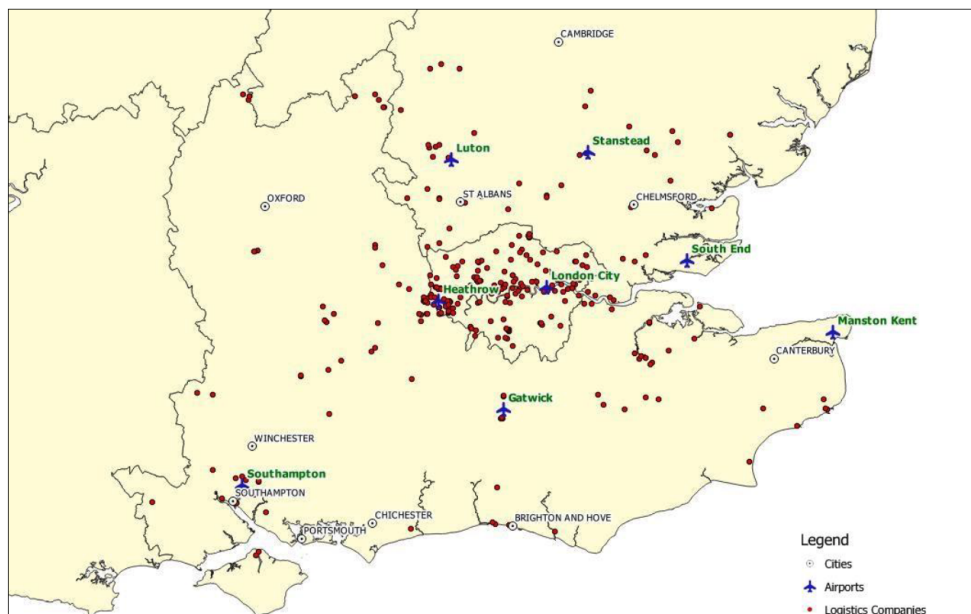 CAMBRIDGE
Luton
Stanstead
ST ALBANS
CHELMSFORD
OXFORD
South End
London City
Heathrow
Manston Kent
CANTERBURY
Gatwick
WINCHESTER
Southampton
SOUTHAMPTON
CHICHESTER
BRIGHTON AND HOVE
PORTSMOUTH
Legend
Cities
Airports
Logistics Companies